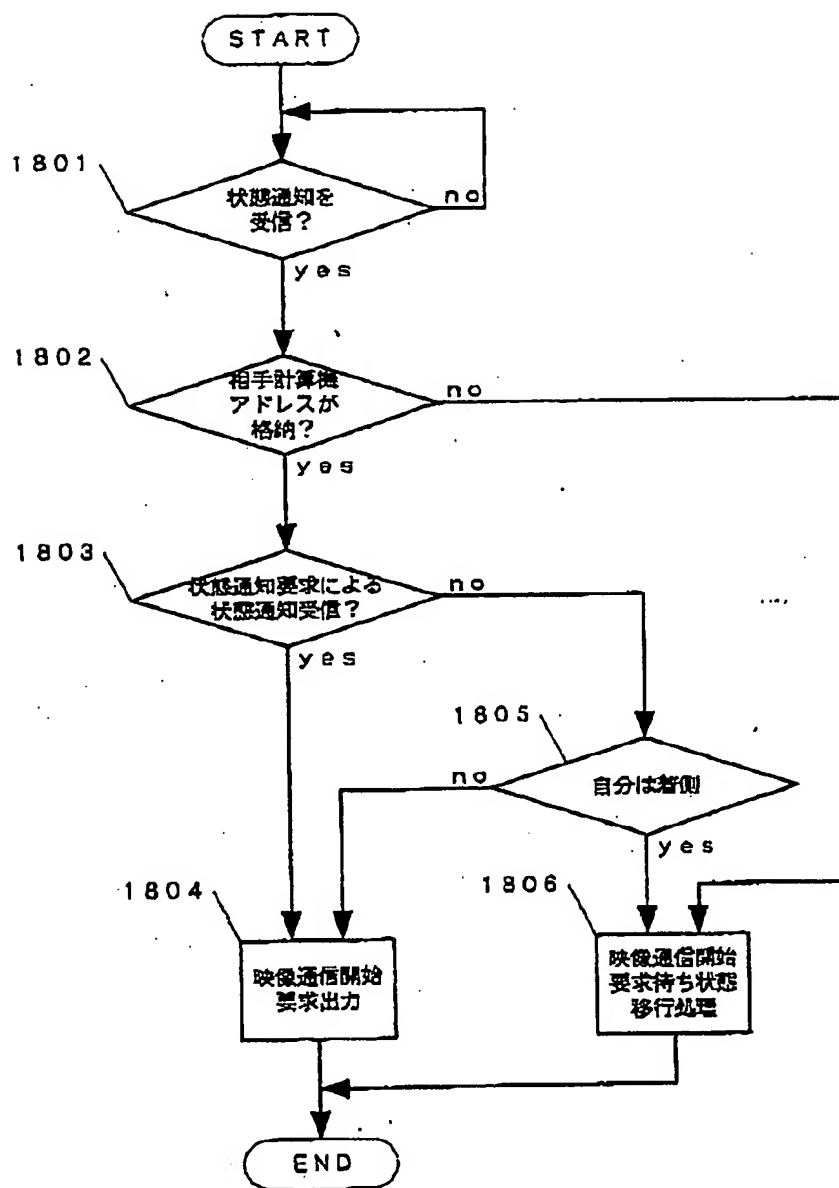 START
1801
状態通知を
受信？
no
yes
1802
相手計算機
アドレスが
格納？
no
yes
1803
状態通知要求による
状態通知受信？
no
yes
1805
自分は着側
no
yes
1804
映像通信開始
要求出力
1806
映像通信開始
要求待ち状態
移行処理
END